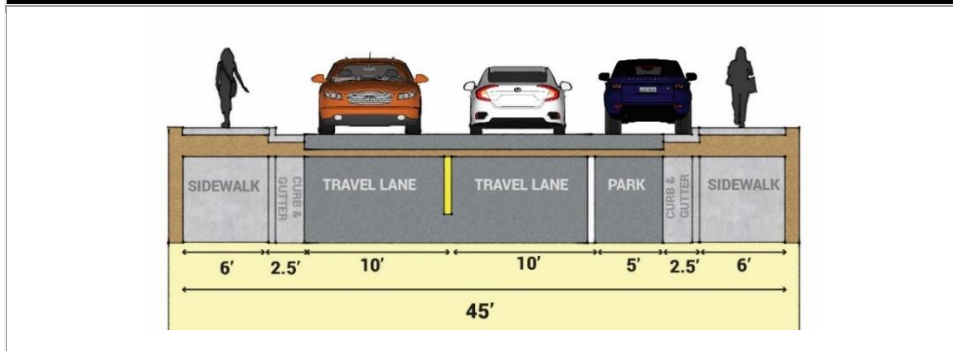 SIDEWALK
CURB &
GUTTER
TRAVEL LANE
TRAVEL LANE
PARK
CURB &
GUTTER
SIDEWALK
6' 2.5' 10' 10' 5' 2.5' 6'
45'